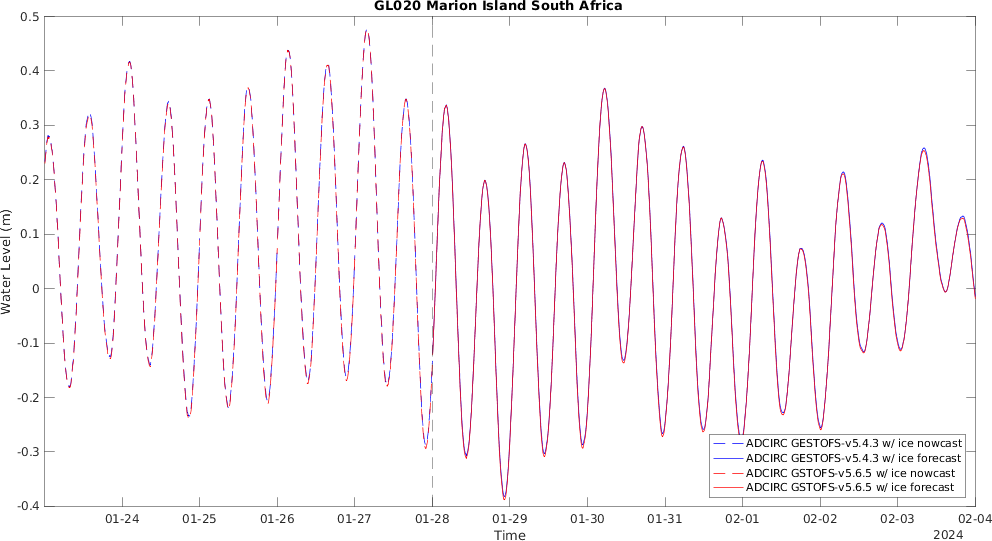 GL020 Marion Island South Africa
0.5
0.4
0.3
0.2
0.1
0
-0.1
-0.2
-0.3
-0.4
Water Level (m)
ADCIRC GESTOFS-v5.4.3 w/ ice nowcast
ADCIRC GESTOFS-v5.4.3 w/ ice forecast
ADCIRC GSTOFS-v5.6.5 w/ ice nowcast
ADCIRC GSTOFS-v5.6.5 w/ ice forecast
01-24 01-25 01-26 01-27 01-28 01-29 01-30 01-31 02-01 02-02 02-03 02-04
Time
2024